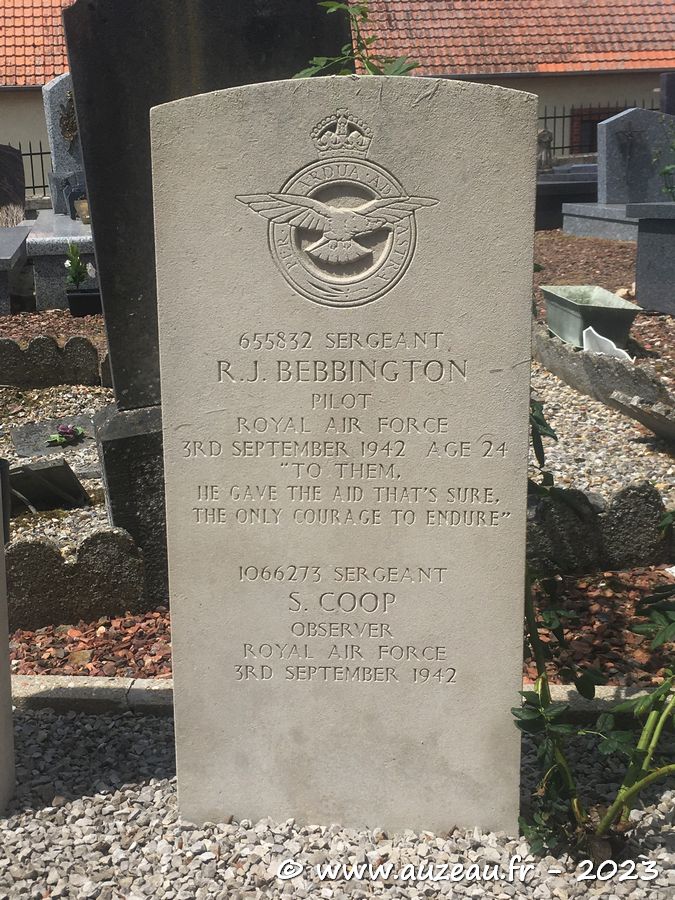 PER · ARDUA · AD ASTRA
655832 SERGEANT
R.J. BEBBINGTON
PILOT
ROYAL AIR FORCE
3RD SEPTEMBER 1942 AGE 24
"TO THEM,
HE GAVE THE AID THAT'S SURE,
THE ONLY COURAGE TO ENDURE"
1066273 SERGEANT
S. COOP
OBSERVER
ROYAL AIR FORCE
3RD SEPTEMBER 1942
© www.auzeau.fr - 2023